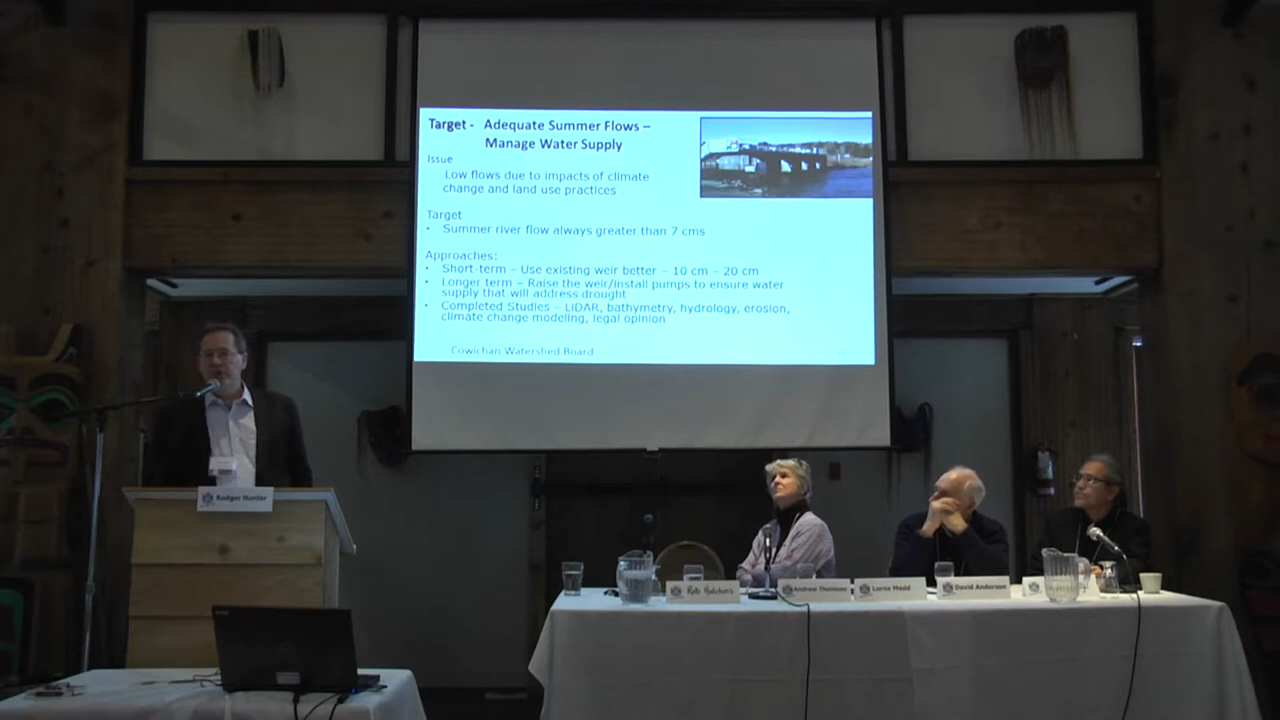 Target - Adequate Summer Flows –
Manage Water Supply
Issue
Low flows due to impacts of climate
change and land use practices
Target
• Summer river flow always greater than 7 cms
Approaches:
• Short-term – Use existing weir better – 10 cm – 20 cm
• Longer term – Raise the weir/install pumps to ensure water
supply that will address drought
• Completed Studies – LIDAR, bathymetry, hydrology, erosion,
climate change modeling, legal opinion
Cowichan Watershed Board
Rodger Hunter
Rob Hutchins
Andrew Thomson
Lorna Medd
David Anderson